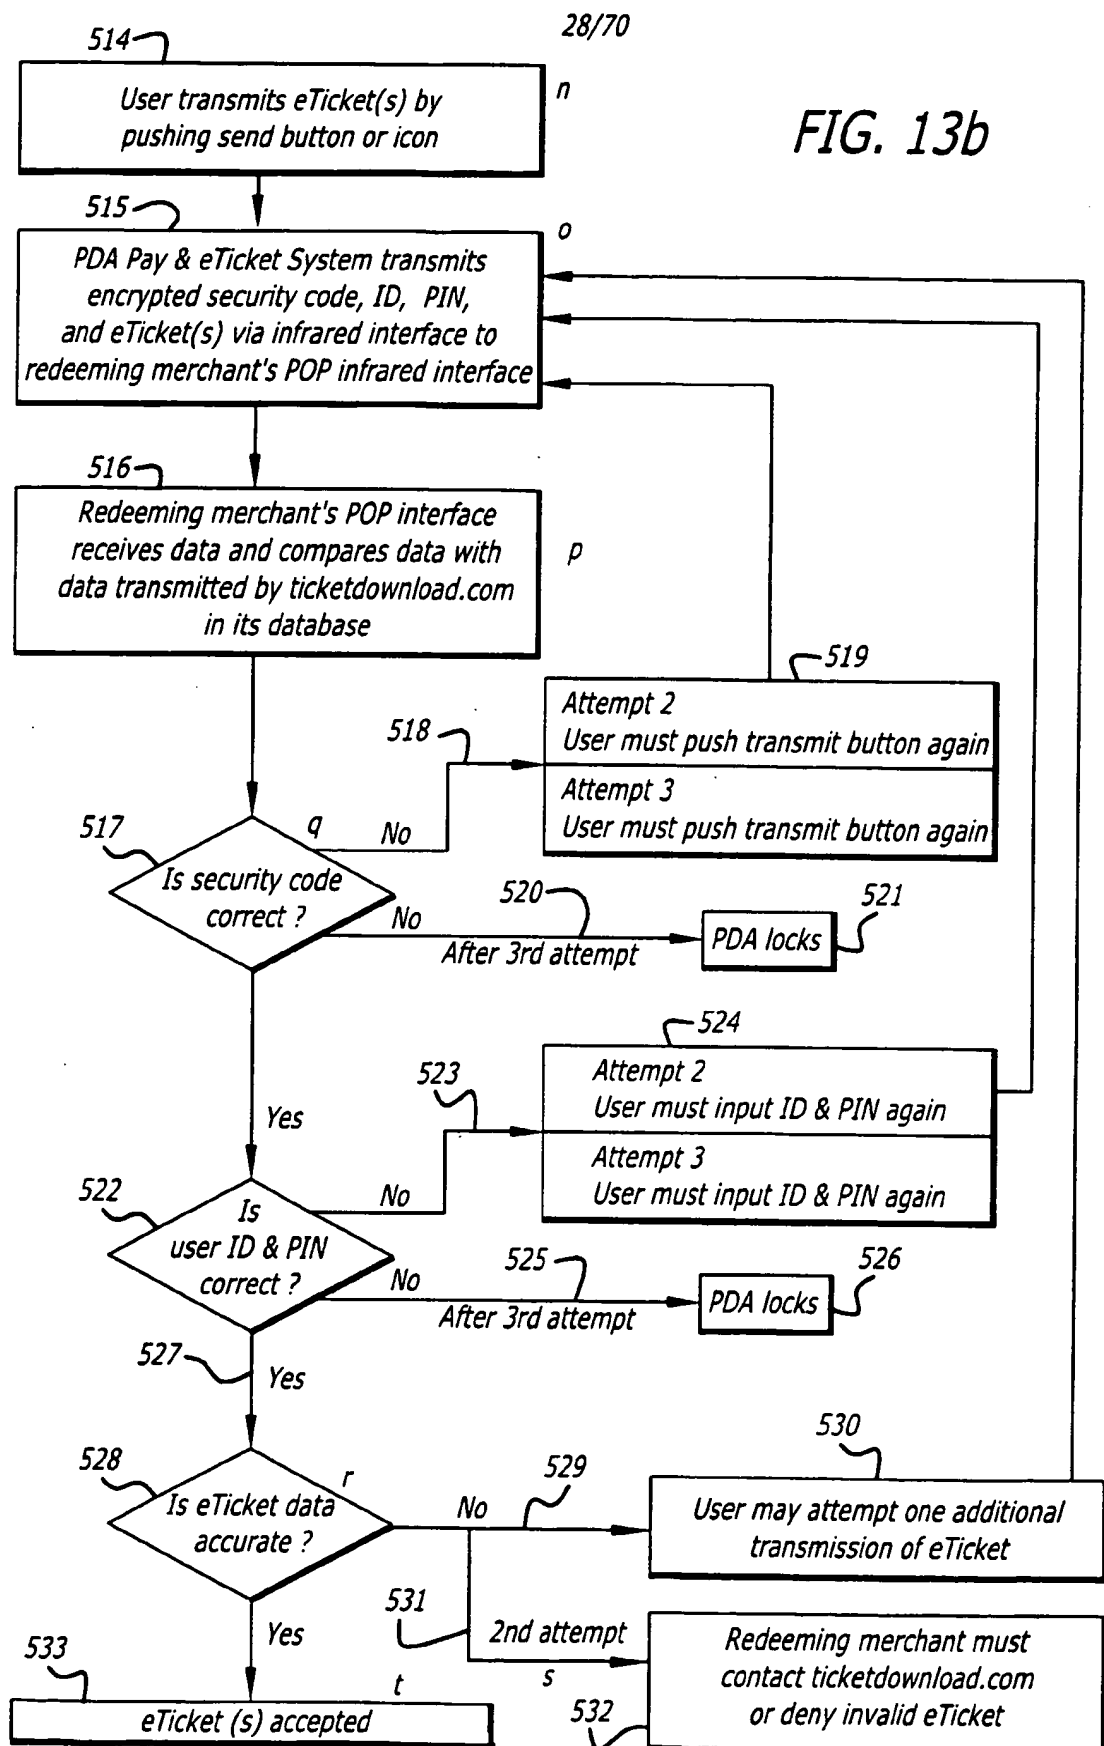 28/70
FIG. 13b
514
n
User transmits eTicket(s) by
pushing send button or icon
515
o
PDA Pay & eTicket System transmits
encrypted security code, ID, PIN,
and eTicket(s) via infrared interface to
redeeming merchant's POP infrared interface
516
p
Redeeming merchant's POP interface
receives data and compares data with
data transmitted by ticketdownload.com
in its database
519
Attempt 2
User must push transmit button again
Attempt 3
User must push transmit button again
518
517
q
No
Is security code
correct ?
No
520
After 3rd attempt
521
PDA locks
524
Attempt 2
User must input ID & PIN again
Attempt 3
User must input ID & PIN again
523
Yes
522
No
Is
user ID & PIN
correct ?
No
525
After 3rd attempt
526
PDA locks
527
Yes
528
r
Is eTicket data
accurate ?
No
529
530
User may attempt one additional
transmission of eTicket
531
2nd attempt
s
Redeeming merchant must
contact ticketdownload.com
or deny invalid eTicket
532
Yes
533
t
eTicket (s) accepted